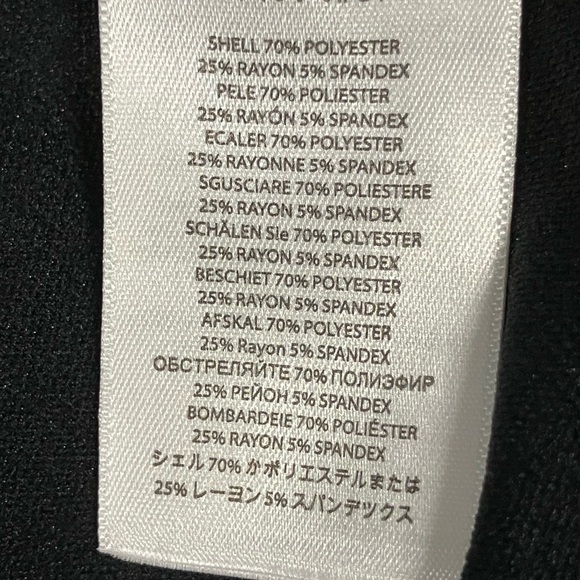 SHELL 70% POLYESTER
25% RAYON 5% SPANDEX
PELE 70% POLIESTER
25% RAYÓN 5% SPANDEX
ECALER 70% POLYESTER
25% RAYONNE 5% SPANDEX
SGUSCIARE 70% POLIESTERE
25% RAYON 5% SPANDEX
SCHÄLEN Sie 70% POLYESTER
25% RAYON 5% SPANDEX
BESCHIET 70% POLYESTER
25% RAYON 5% SPANDEX
AFSKAL 70% POLYESTER
25% Rayon 5% SPANDEX
ОБСТРЕЛЯЙТЕ 70% ПОЛИЭФИР
25% РЕЙОН 5% SPANDEX
BOMBARDEIE 70% POLIÉSTER
25% RAYON 5% SPANDEX
シェル 70% かポリエステルまたは
25% レーヨン 5% スパンデックス